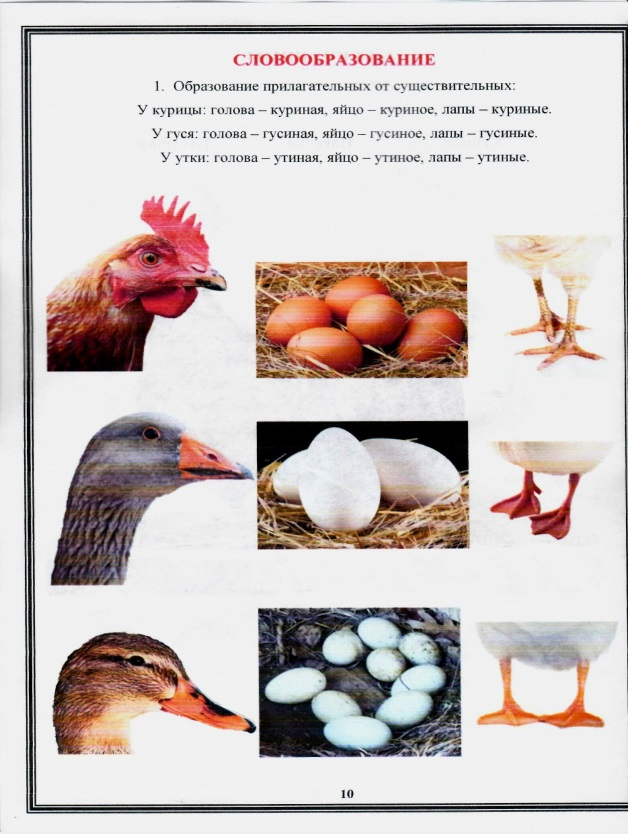 СЛОВООБРАЗОВАНИЕ
1. Образование прилагательных от существительных:
У курицы: голова – куриная, яйцо – куриное, лапы – куриные.
У гуся: голова – гусиная, яйцо – гусиное, лапы – гусиные.
У утки: голова – утиная, яйцо – утиное, лапы – утиные.
10